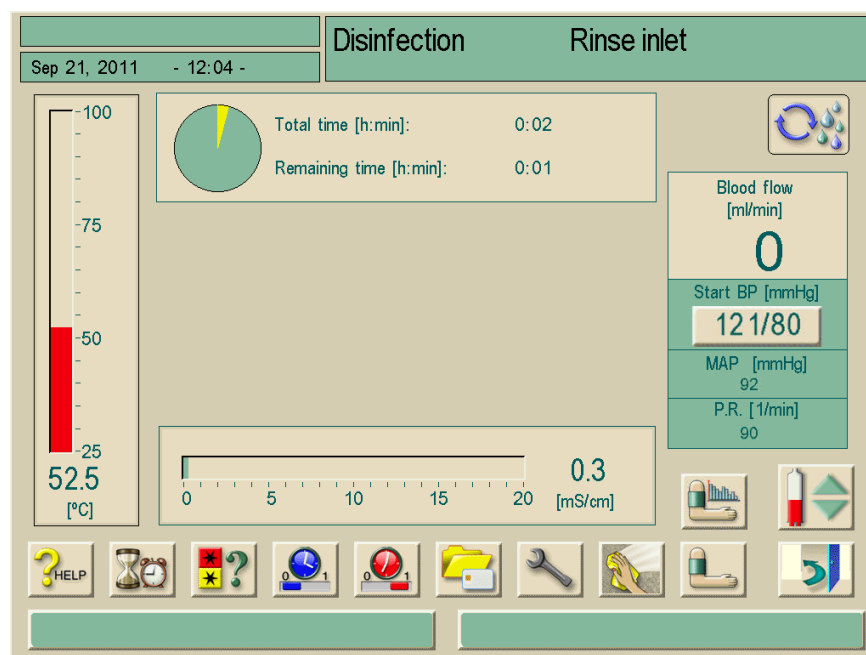 Disinfection Rinse inlet
Sep 21, 2011 - 12:04 -
100
75
50
25
52.5
[°C]
Total time [h:min]: 0:02
Remaining time [h:min]: 0:01
Blood flow
[ml/min]
0
Start BP [mmHg]
121/80
MAP [mmHg]
92
P.R. [1/min]
90
0 5 10 15 20
0.3
[mS/cm]
? HELP
?
0 1
0 1